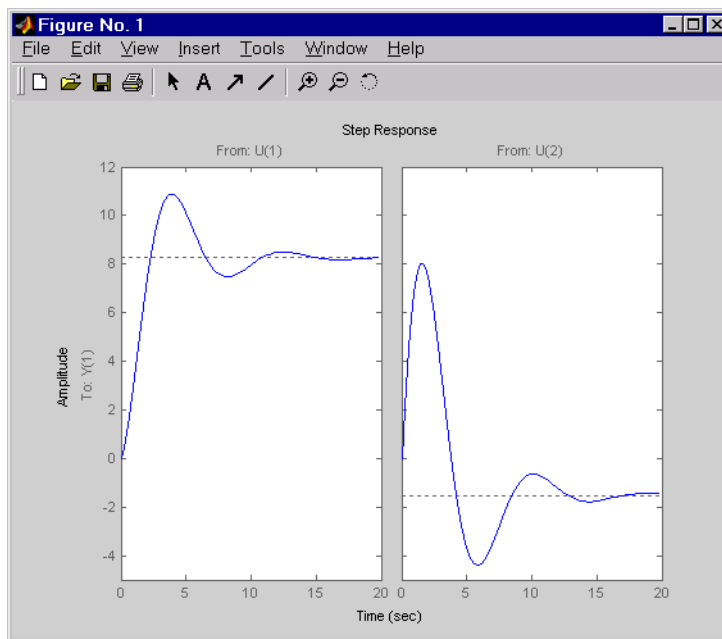 Figure No. 1
File Edit View Insert Tools Window Help
A
Step Response
From: U(1)
From: U(2)
Amplitude
To: Y(1)
12
10
8
6
4
2
0
-2
-4
0 5 10 15 20
0 5 10 15 20
Time (sec)